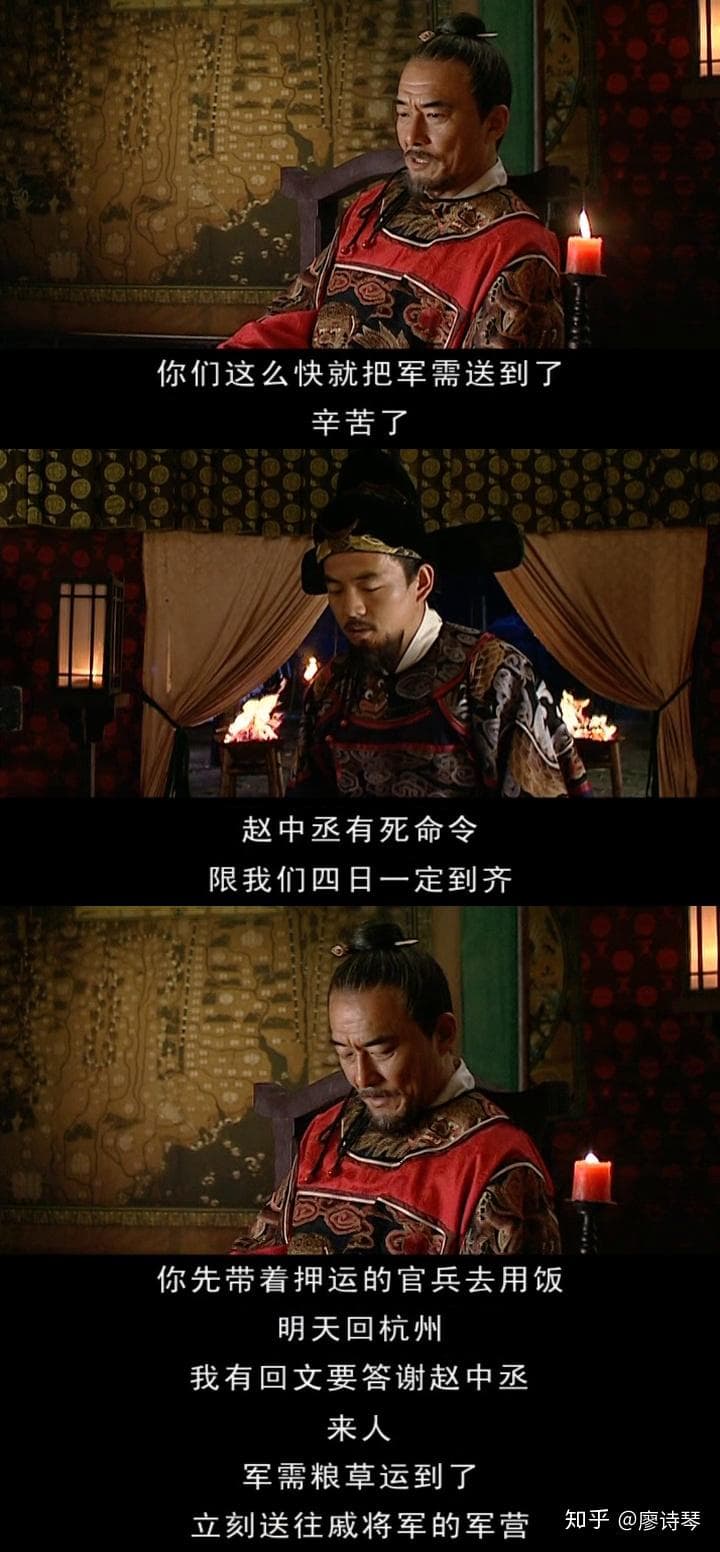 你们这么快就把军需送到了
辛苦了
赵中丞有死命令
限我们四日一定到齐
你先带着押运的官兵去用饭
明天回杭州
我有回文要答谢赵中丞
来人
军需粮草运到了
立刻送往戚将军的军营
知乎 @廖诗琴